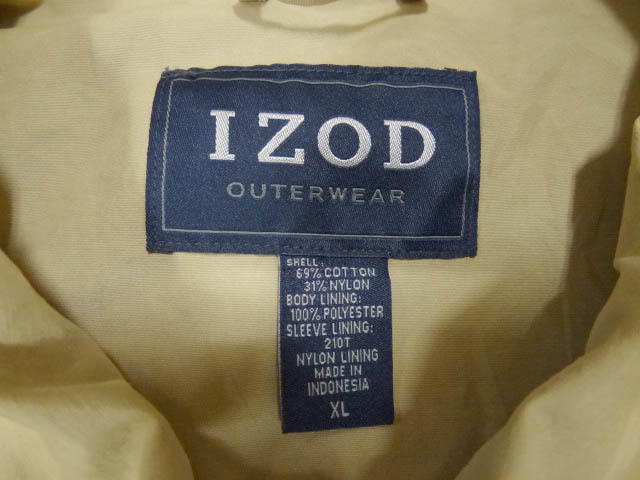 IZOD
OUTERWEAR
SHELL:
69% COTTON
31% NYLON
BODY LINING:
100% POLYESTER
SLEEVE LINING:
210T
NYLON LINING
MADE IN
INDONESIA
XL